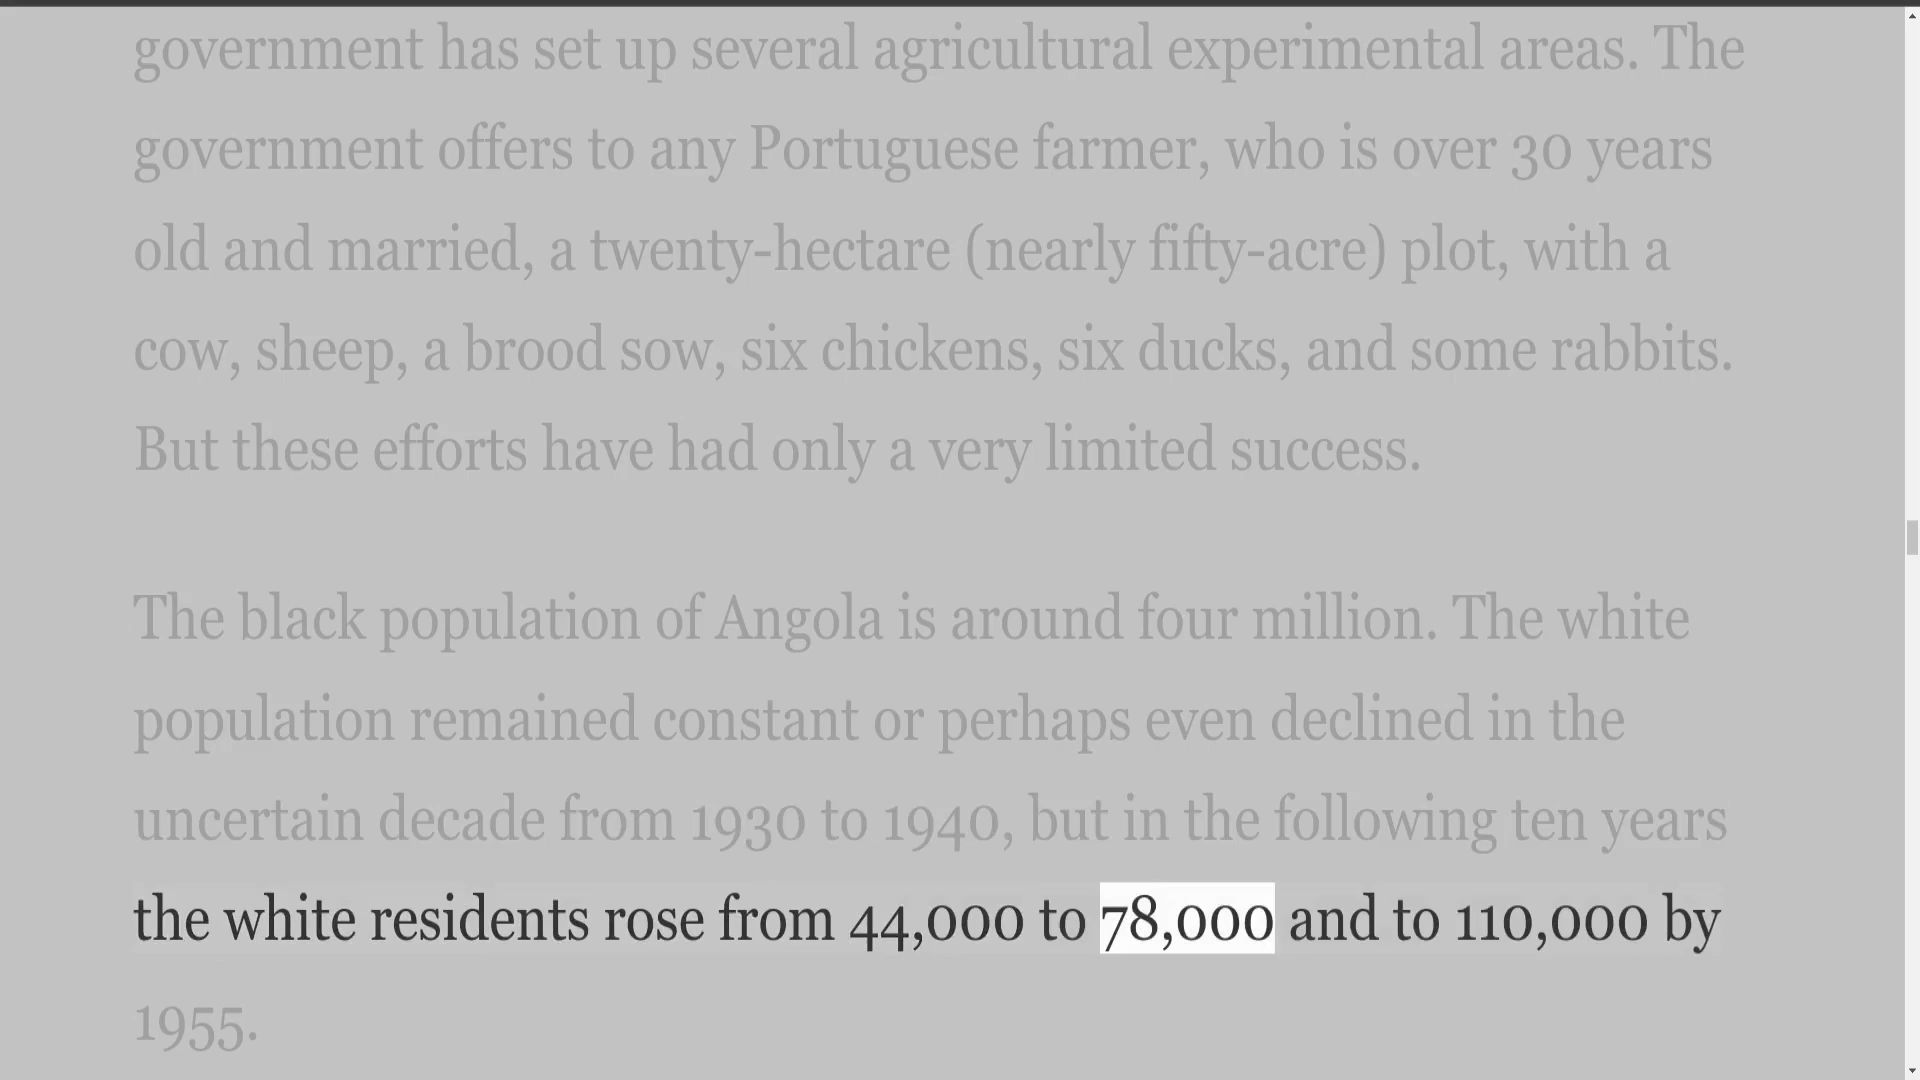 government has set up several agricultural experimental areas. The
government offers to any Portuguese farmer, who is over 30 years
old and married, a twenty-hectare (nearly fifty-acre) plot, with a
cow, sheep, a brood sow, six chickens, six ducks, and some rabbits.
But these efforts have had only a very limited success.
The black population of Angola is around four million. The white
population remained constant or perhaps even declined in the
uncertain decade from 1930 to 1940, but in the following ten years
the white residents rose from 44,000 to 78,000 and to 110,000 by
1955.